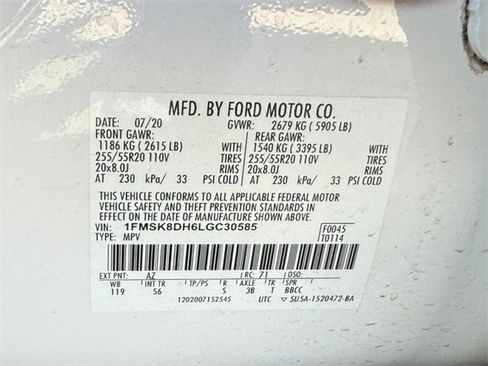 MFD. BY FORD MOTOR CO.
DATE: 07/20 GVWR: 2679 KG ( 5905 LB)
FRONT GAWR: REAR GAWR:
1186 KG ( 2615 LB) WITH 1540 KG ( 3395 LB) WITH
255/55R20 110V TIRES 255/55R20 110V TIRES
20x8.0J RIMS 20x8.0J RIMS
AT 230 kPa/ 33 PSI COLD AT 230 kPa/ 33 PSI COLD
THIS VEHICLE CONFORMS TO ALL APPLICABLE FEDERAL MOTOR
VEHICLE SAFETY AND THEFT PREVENTION STANDARDS IN
EFFECT ON THE DATE OF MANUFACTURE SHOWN ABOVE.
VIN: 1FMSK8DH6LGC30585 F0045
TYPE: MPV T0114
EXT PNT: AZ RC: 71 DSO:
WB INT TR TP/PS R AXLE TR SPR
119 S6 S 3B T BBCC
1202007152545 UTC SU5A-1520472-BA